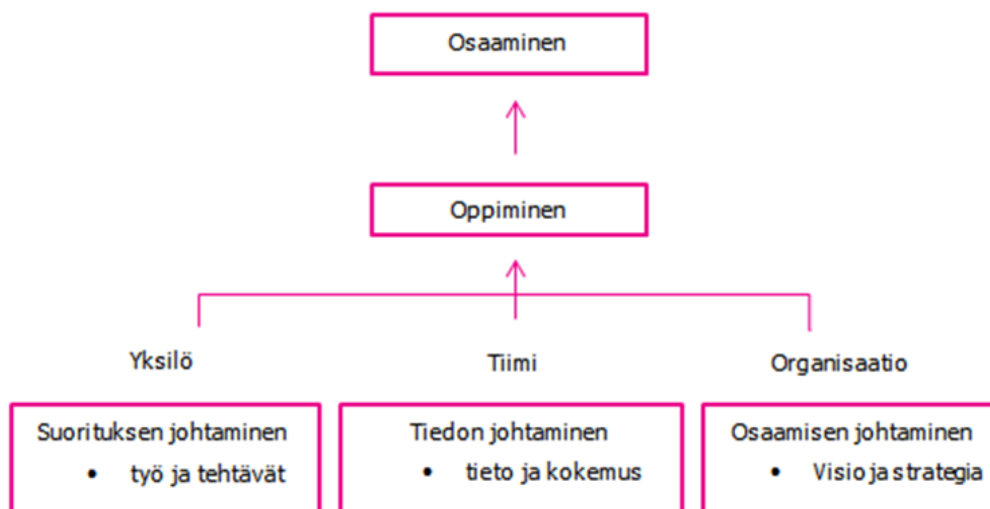 Osaaminen
Oppiminen
Yksilö
Tiimi
Organisaatio
Suorituksen johtaminen
• työ ja tehtävät
Tiedon johtaminen
• tieto ja kokemus
Osaamisen johtaminen
• Visio ja strategia